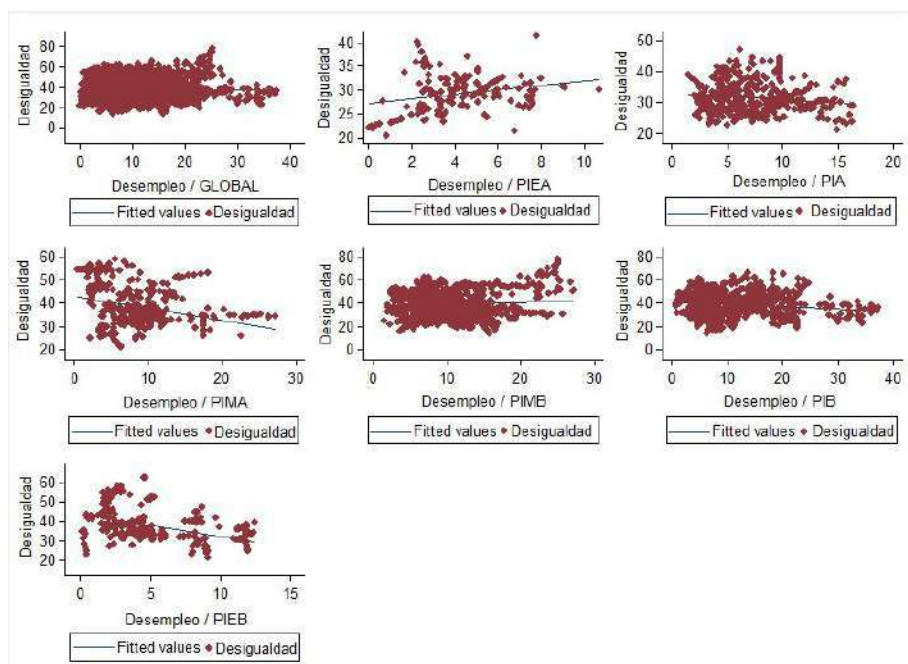 Desigualdad
80
60
40
20
0
0 10 20 30 40
Desempleo / GLOBAL
Fitted values Desigualdad
Desigualdad
40
35
30
25
20
0 2 4 6 8 10
Desempleo / PIEA
Fitted values Desigualdad
Desigualdad
50
40
30
20
0 5 10 15 20
Desempleo / PIA
Fitted values Desigualdad
Desigualdad
60
50
40
30
20
0 10 20 30
Desempleo / PIMA
Fitted values Desigualdad
Desigualdad
80
60
40
20
0
0 10 20 30
Desempleo / PIMB
Fitted values Desigualdad
Desigualdad
80
60
40
20
0
0 10 20 30 40
Desempleo / PIB
Fitted values Desigualdad
Desigualdad
60
50
40
30
20
0 5 10 15
Desempleo / PIEB
Fitted values Desigualdad